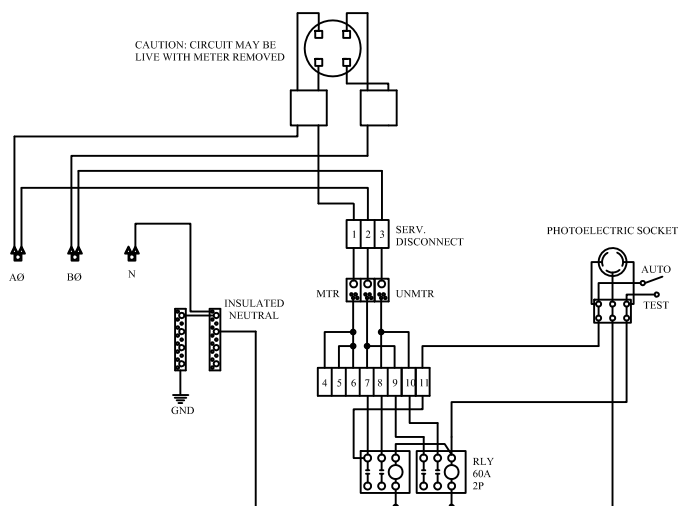 CAUTION: CIRCUIT MAY BE
LIVE WITH METER REMOVED
1 2 3
SERV.
DISCONNECT
PHOTOELECTRIC SOCKET
AUTO
TEST
AØ
BØ
N
MTR
UNMTR
INSULATED
NEUTRAL
4 5 6 7 8 9 10 11
GND
RLY
60A
2P